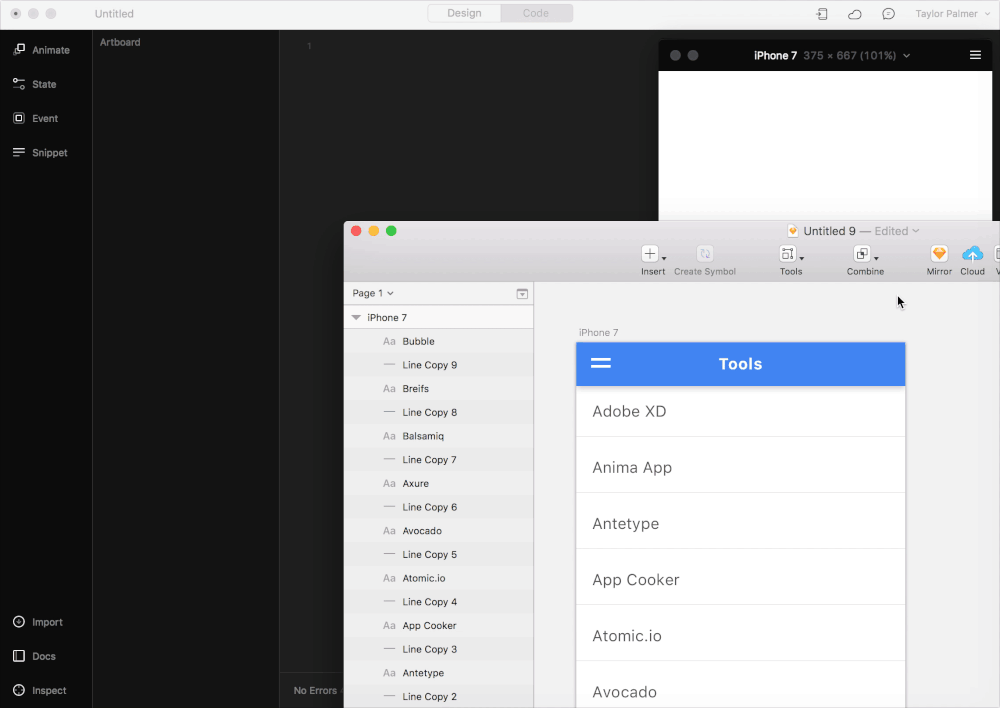 Untitled
Design Code
Taylor Palmer
Animate
State
Event
Snippet
Import
Docs
Inspect
Artboard
1
No Errors
iPhone 7 375 × 667 (101%)
Untitled 9 — Edited
Insert
Create Symbol
Tools
Combine
Mirror
Cloud
Page 1
iPhone 7
Aa Bubble
Line Copy 9
Aa Breifs
Line Copy 8
Aa Balsamiq
Line Copy 7
Aa Axure
Line Copy 6
Aa Avocado
Line Copy 5
Aa Atomic.io
Line Copy 4
Aa App Cooker
Line Copy 3
Aa Antetype
Line Copy 2
iPhone 7
Tools
Adobe XD
Anima App
Antetype
App Cooker
Atomic.io
Avocado